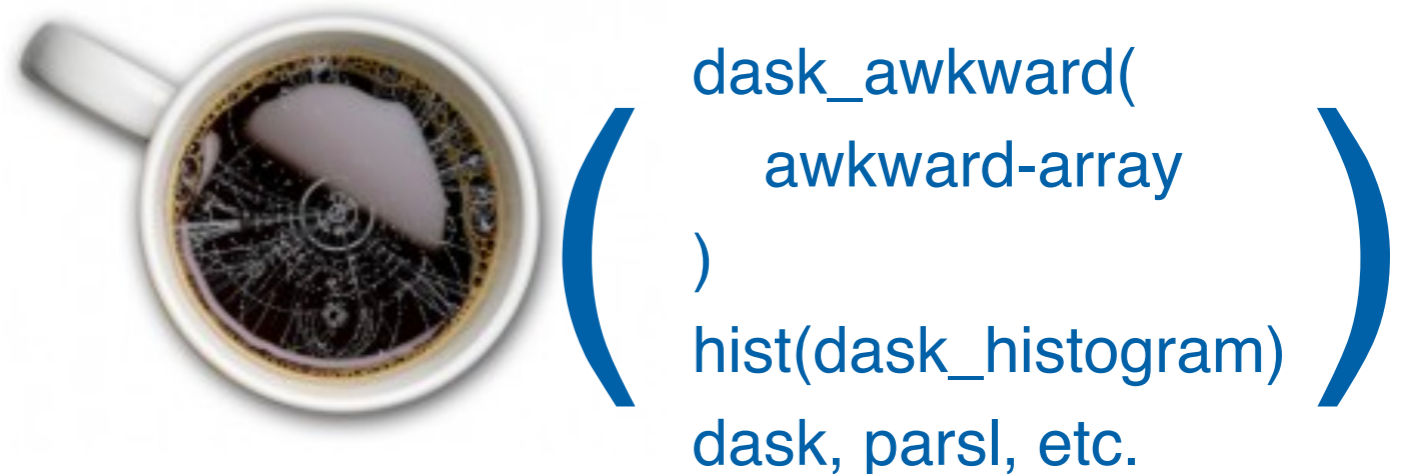 dask_awkward(
awkward-array
)
hist(dask_histogram)
dask, parsl, etc.